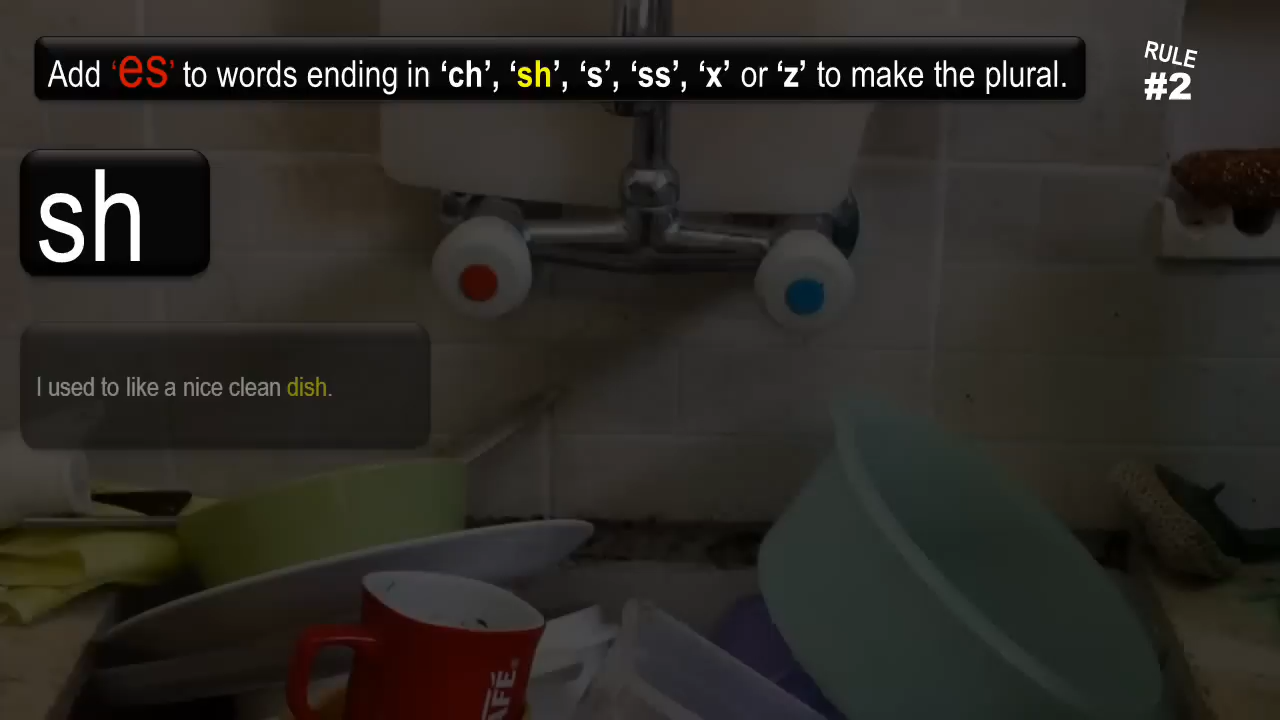 Add ‘es’ to words ending in ‘ch’, ‘sh’, ‘s’, ‘ss’, ‘x’ or ‘z’ to make the plural.
RULE
#2
sh
I used to like a nice clean dish.
AFÉ